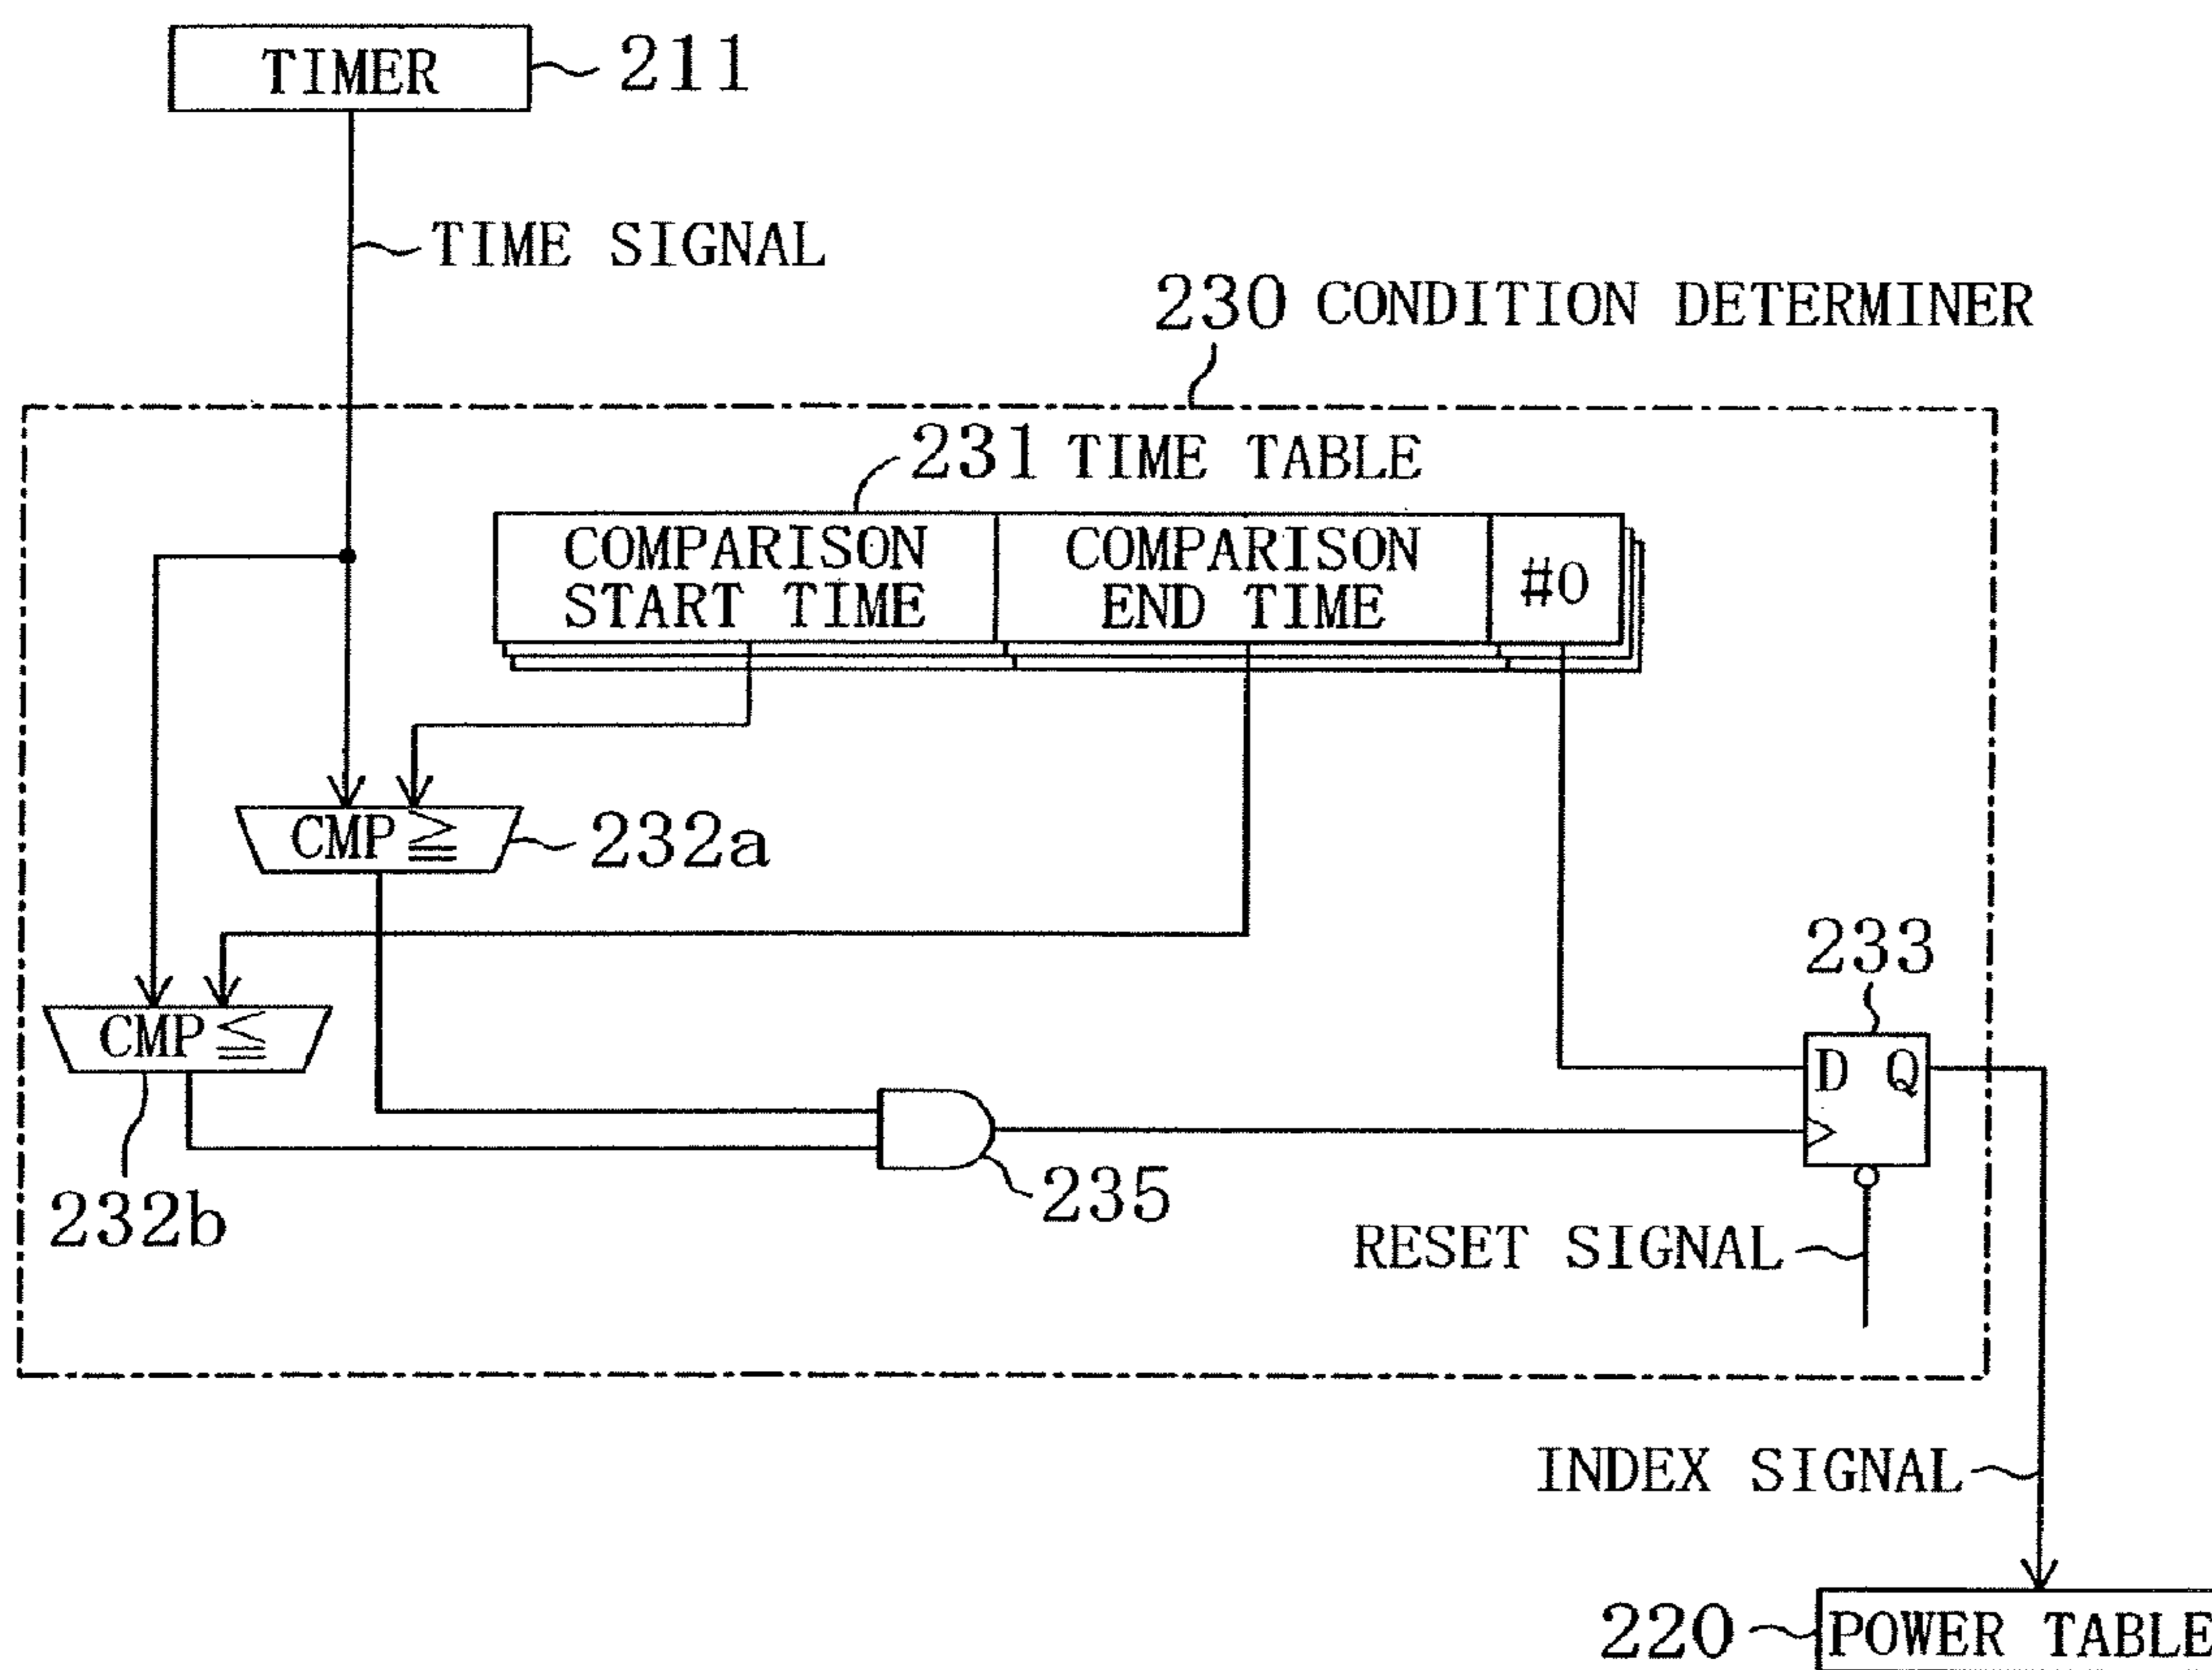 TIMER 211
TIME SIGNAL
230 CONDITION DETERMINER
231 TIME TABLE
COMPARISON START TIME
COMPARISON END TIME
#0
CMP ≧ 232a
CMP ≦
232b
235
233
D Q
RESET SIGNAL
INDEX SIGNAL
220 POWER TABLE